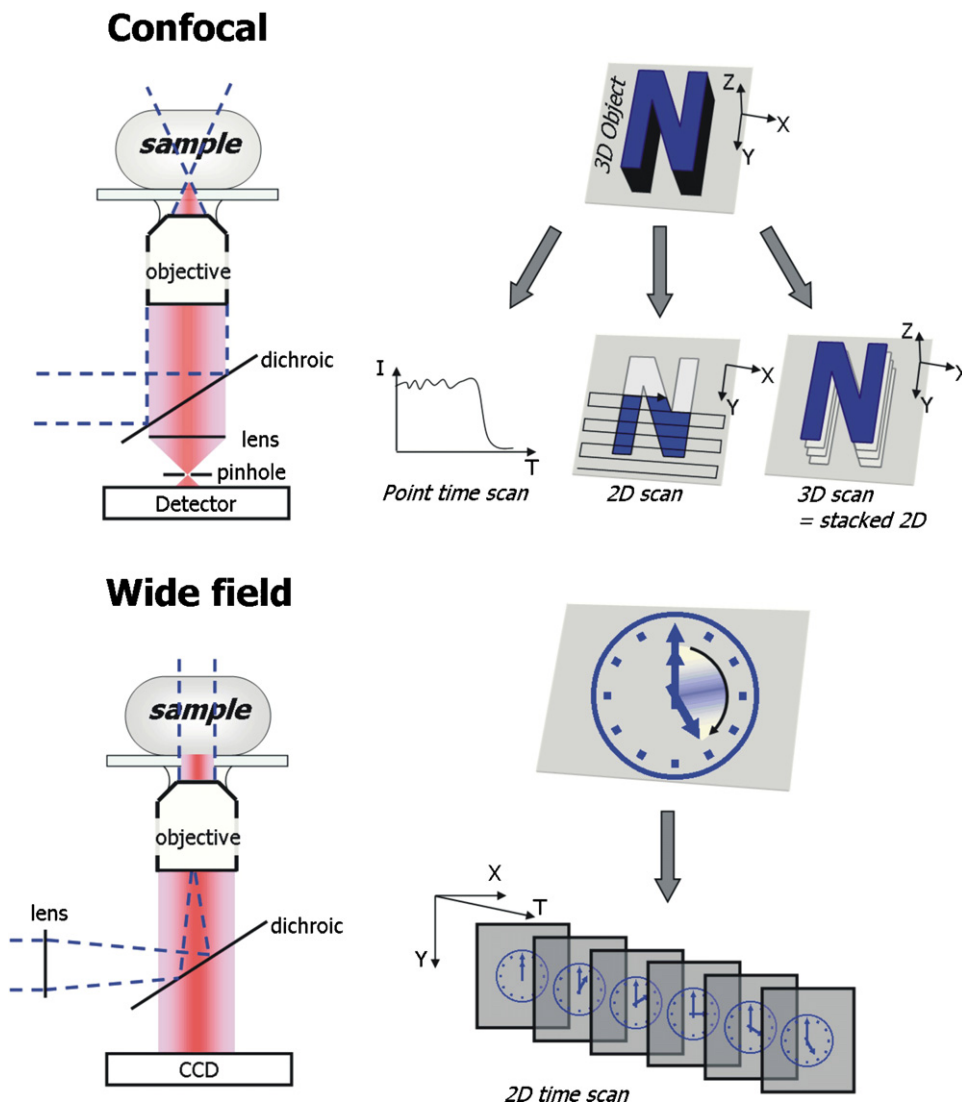 Confocal
sample
objective
dichroic
lens
pinhole
Detector
3D Object
N
Z
X
Y
I
T
Point time scan
N
X
Y
2D scan
N
Z
X
Y
3D scan
= stacked 2D
Wide field
sample
objective
lens
dichroic
CCD
X
T
Y
2D time scan